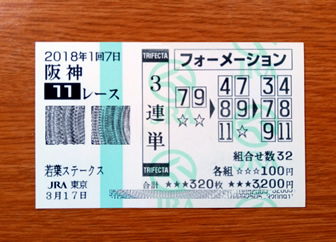 2018年1回7日
阪神
11 レース
若葉ステークス
JRA 東京
3月17日
TRIFECTA
3連単
TRIFECTA
フォーメーション
79 ☆☆
47 89 11☆
34 78 911
組合せ数32
各組 ☆☆☆100円
合計 ★★★320枚 ★★★3200円